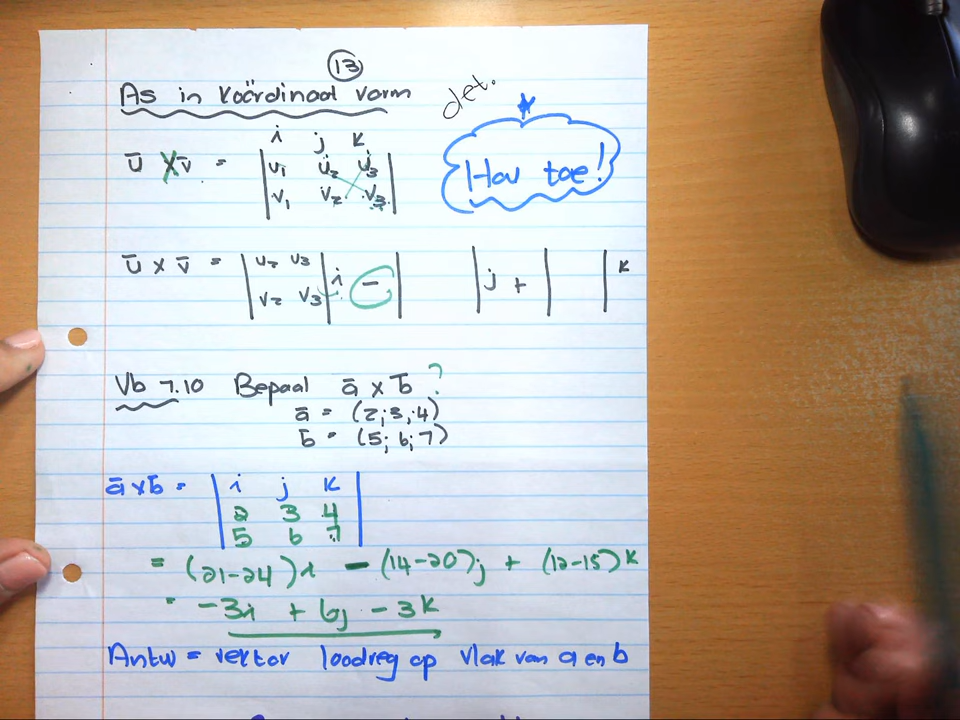 13
As in koördinaat vorm
det.
Hou toe!
i j k
ū x v̄ = | u₁ u₂ u₃ |
| v₁ v₂ v₃ |
ū x v̄ = | u₂ u₃ | i - | | j + | | k
| v₂ v₃ |
Vb 7.10 Bepaal ā x b̄ ?
ā = (2;3;4)
b̄ = (5;6;7)
ā x b̄ = | i j k |
| 2 3 4 |
| 5 6 7 |
= (21-24)i - (14-20)j + (12-15)k
= -3i + 6j - 3k
Antw = vektor loodreg op vlak van a en b